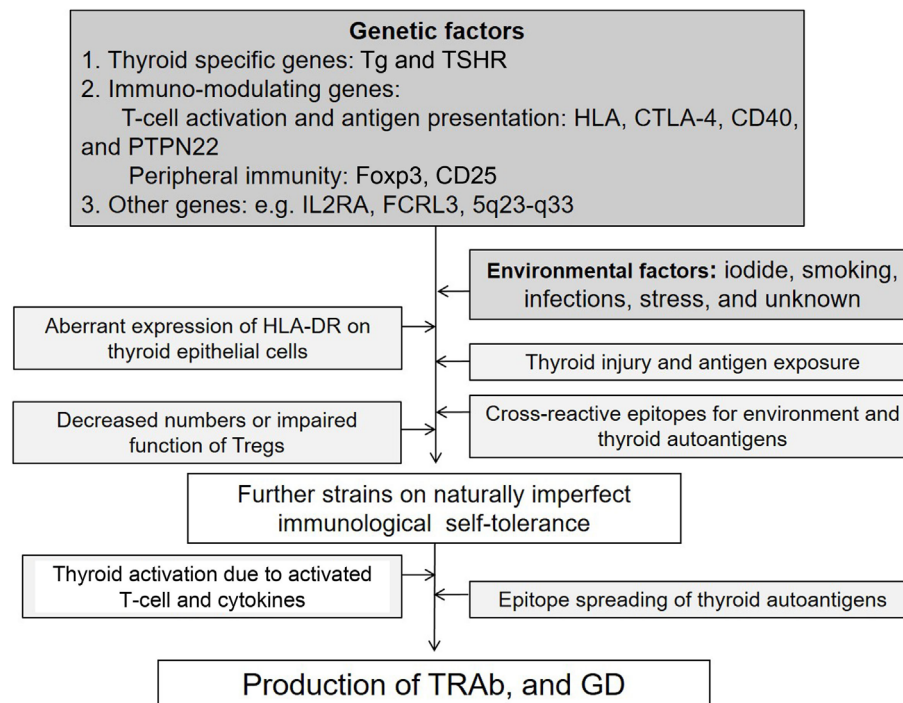 Genetic factors
1. Thyroid specific genes: Tg and TSHR
2. Immuno-modulating genes:
T-cell activation and antigen presentation: HLA, CTLA-4, CD40,
and PTPN22
Peripheral immunity: Foxp3, CD25
3. Other genes: e.g. IL2RA, FCRL3, 5q23-q33
Environmental factors: iodide, smoking,
infections, stress, and unknown
Aberrant expression of HLA-DR on
thyroid epithelial cells
Thyroid injury and antigen exposure
Decreased numbers or impaired
function of Tregs
Cross-reactive epitopes for environment and
thyroid autoantigens
Further strains on naturally imperfect
immunological self-tolerance
Thyroid activation due to activated
T-cell and cytokines
Epitope spreading of thyroid autoantigens
Production of TRAb, and GD